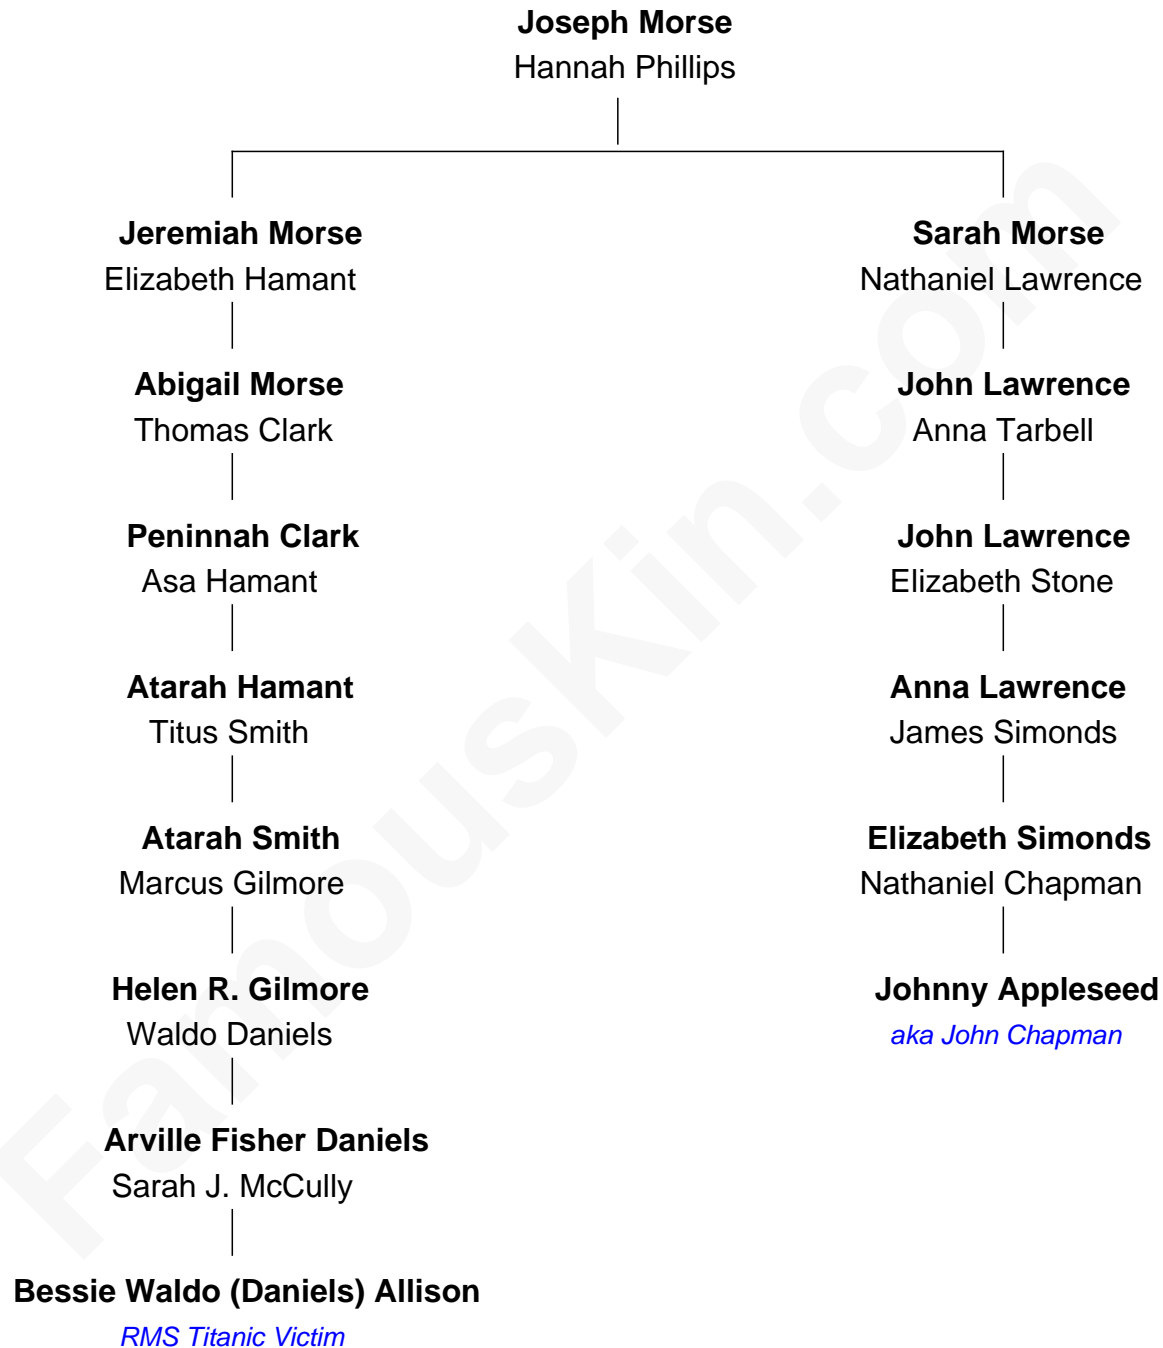 Joseph Morse
Hannah Phillips
Jeremiah Morse
Elizabeth Hamant
Abigail Morse
Thomas Clark
Peninnah Clark
Asa Hamant
Atarah Hamant
Titus Smith
Atarah Smith
Marcus Gilmore
Helen R. Gilmore
Waldo Daniels
Arville Fisher Daniels
Sarah J. McCully
Bessie Waldo (Daniels) Allison
RMS Titanic Victim
Sarah Morse
Nathaniel Lawrence
John Lawrence
Anna Tarbell
John Lawrence
Elizabeth Stone
Anna Lawrence
James Simonds
Elizabeth Simonds
Nathaniel Chapman
Johnny Appleseed
aka John Chapman
FamousKin.com